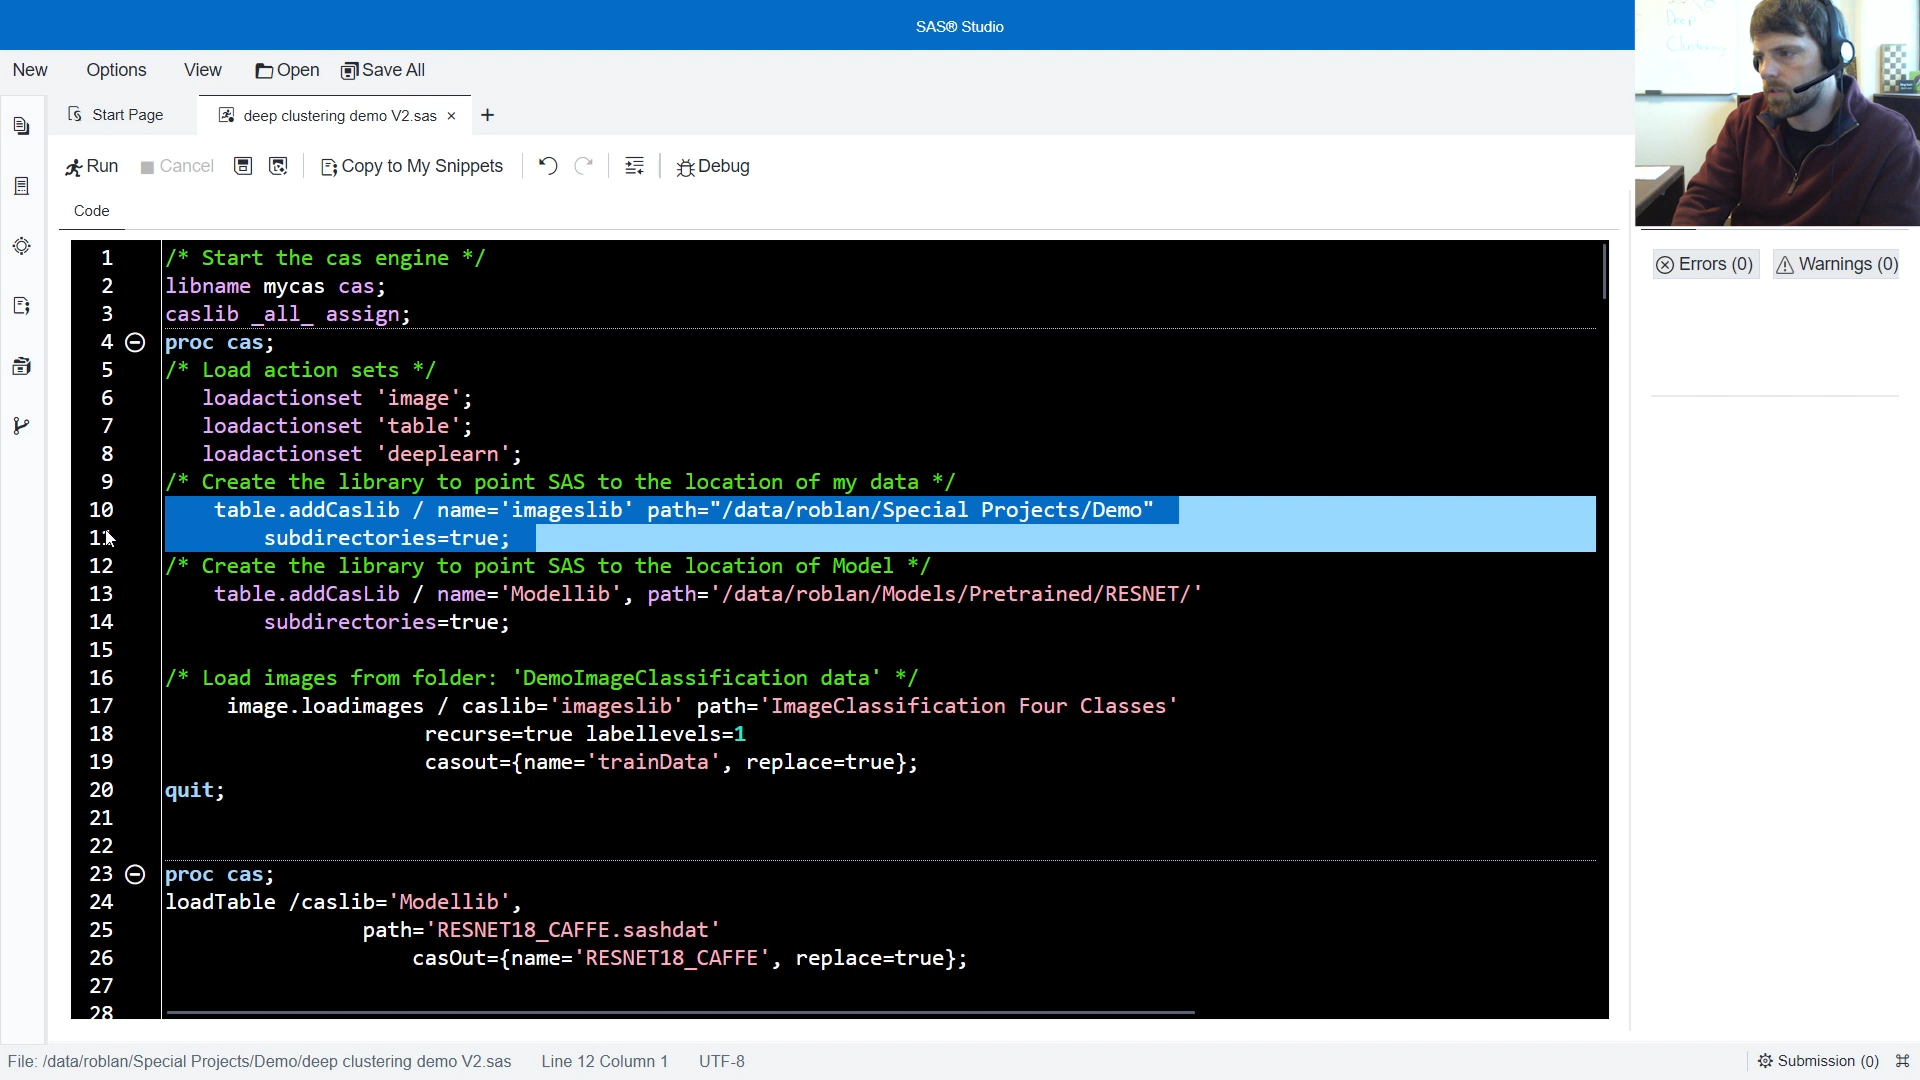 SAS® Studio
New Options View Open Save All
Start Page deep clustering demo V2.sas × +
Run Cancel Copy to My Snippets Debug
Code
Errors (0) Warnings (0)
1 /* Start the cas engine */
2 libname mycas cas;
3 caslib _all_ assign;
4 proc cas;
5 /* Load action sets */
6 loadactionset 'image';
7 loadactionset 'table';
8 loadactionset 'deeplearn';
9 /* Create the library to point SAS to the location of my data */
10 table.addCaslib / name='imageslib' path="/data/roblan/Special Projects/Demo"
11 subdirectories=true;
12 /* Create the library to point SAS to the location of Model */
13 table.addCasLib / name='Modellib', path='/data/roblan/Models/Pretrained/RESNET/'
14 subdirectories=true;
15
16 /* Load images from folder: 'DemoImageClassification data' */
17 image.loadimages / caslib='imageslib' path='ImageClassification Four Classes'
18 recurse=true labellevels=1
19 casout={name='trainData', replace=true};
20 quit;
21
22
23 proc cas;
24 loadTable /caslib='Modellib',
25 path='RESNET18_CAFFE.sashdat'
26 casOut={name='RESNET18_CAFFE', replace=true};
27
28
File: /data/roblan/Special Projects/Demo/deep clustering demo V2.sas Line 12 Column 1 UTF-8 Submission (0)